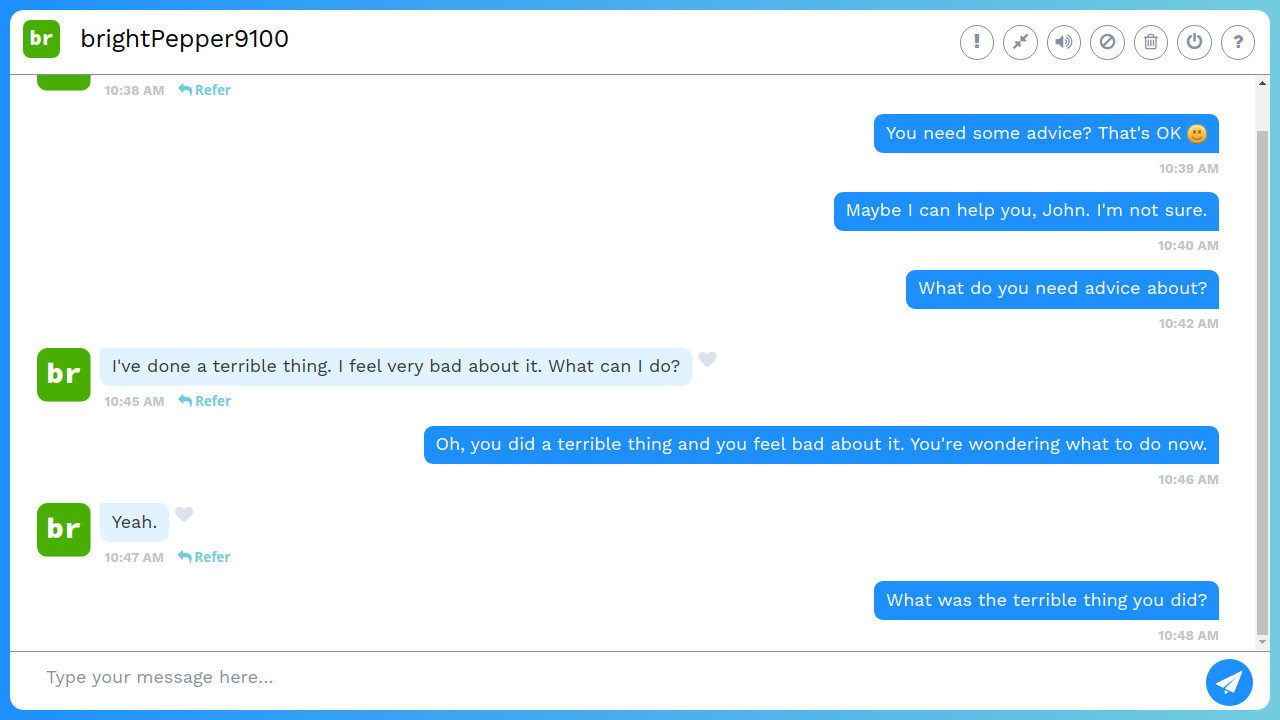 br brightPepper9100 ! ?
10:38 AM Refer
You need some advice? That's OK 🙂
10:39 AM
Maybe I can help you, John. I'm not sure.
10:40 AM
What do you need advice about?
10:42 AM
br I've done a terrible thing. I feel very bad about it. What can I do?
10:45 AM Refer
Oh, you did a terrible thing and you feel bad about it. You're wondering what to do now.
10:46 AM
br Yeah.
10:47 AM Refer
What was the terrible thing you did?
10:48 AM
Type your message here...